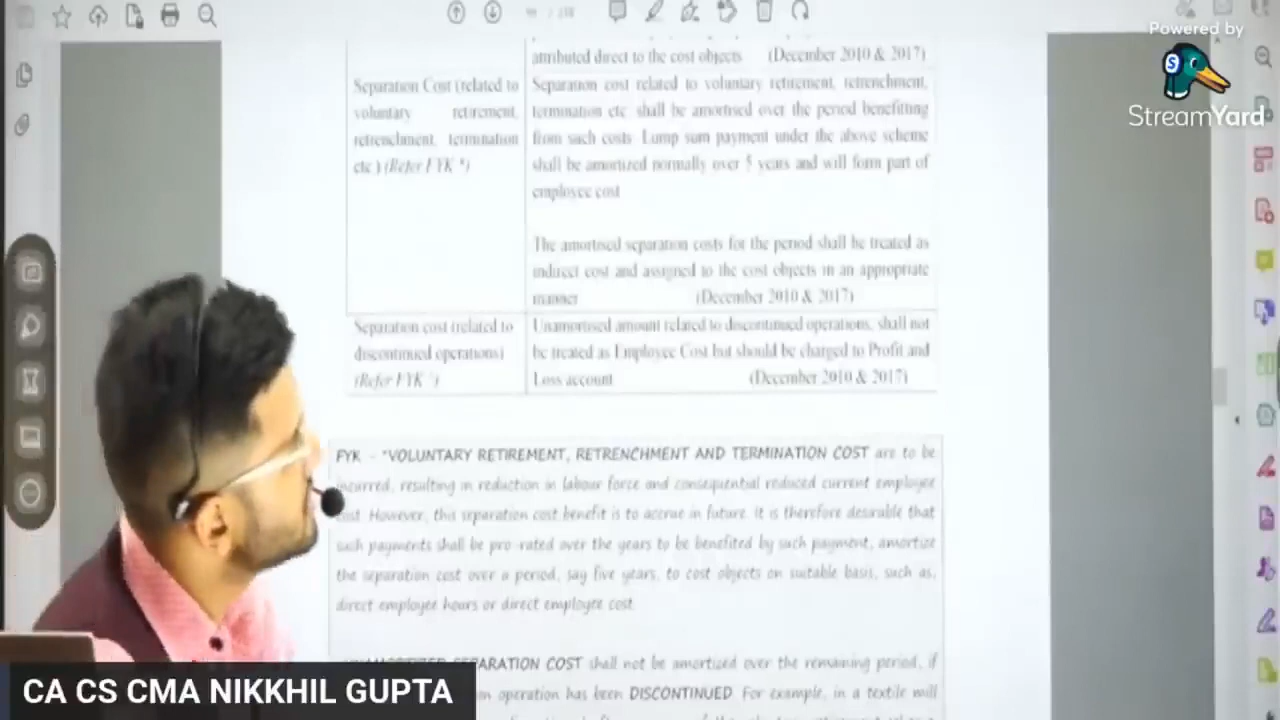 Powered by
StreamYard
attributed direct to the cost objects (December 2010 & 2017)
Separation Cost (related to
voluntary retirement,
retrenchment, termination
etc.) (Refer FYK *)
Separation cost related to voluntary retirement, retrenchment,
termination etc. shall be amortised over the period benefitting
from such costs. Lump sum payment under the above scheme
shall be amortized normally over 5 years and will form part of
employee cost
The amortised separation costs for the period shall be treated as
indirect cost and assigned to the cost objects in an appropriate
manner (December 2010 & 2017)
Separation cost (related to
discontinued operations)
(Refer FYK
Unamortised amount related to discontinued operations, shall not
be treated as Employee Cost but should be charged to Profit and
Loss account (December 2010 & 2017)
FYK - *VOLUNTARY RETIREMENT, RETRENCHMENT AND TERMINATION COST are to be
incurred, resulting in reduction in labour force and consequential reduced current employee
cost. However, this separation cost benefit is to accrue in future. It is therefore desirable that
such payments shall be pro-rated over the years to be benefited by such payment, amortize
the separation cost over a period, say five years, to cost objects on suitable basis, such as,
direct employee hours or direct employee cost
SEPARATION COST shall not be amortized over the remaining period, if
operation has been DISCONTINUED. For example, in a textile will
CA CS CMA NIKKHIL GUPTA